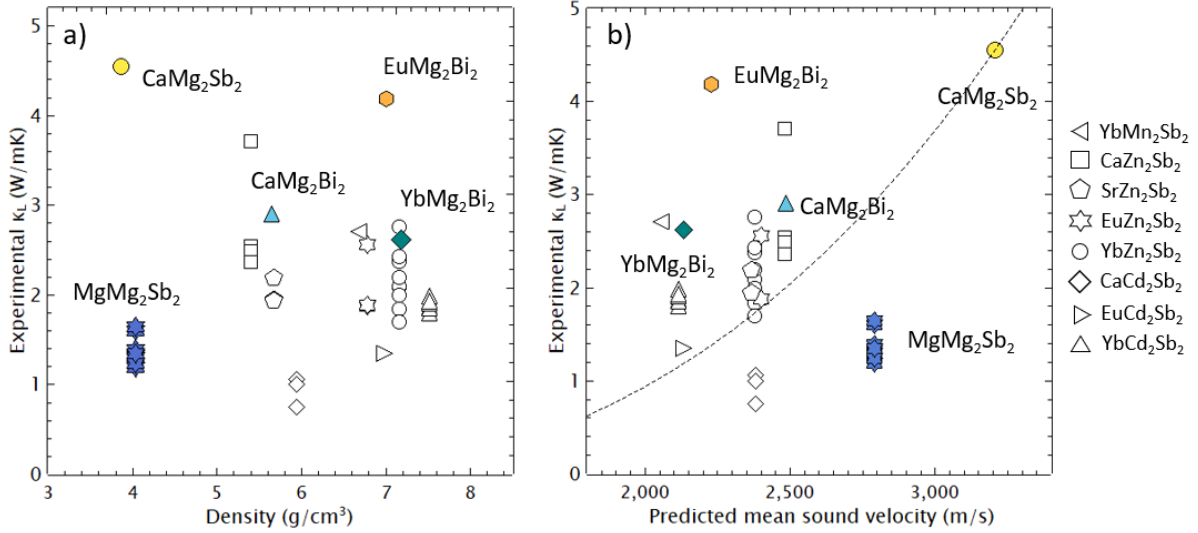 a)
5
4
3
2
1
0
Experimental κL (W/mK)
CaMg2Sb2
EuMg2Bi2
CaMg2Bi2
YbMg2Bi2
MgMg2Sb2
3 4 5 6 7 8
Density (g/cm³)
b)
5
4
3
2
1
0
Experimental κL (W/mK)
EuMg2Bi2
CaMg2Sb2
CaMg2Bi2
YbMg2Bi2
MgMg2Sb2
2,000 2,500 3,000
Predicted mean sound velocity (m/s)
YbMn2Sb2
CaZn2Sb2
SrZn2Sb2
EuZn2Sb2
YbZn2Sb2
CaCd2Sb2
EuCd2Sb2
YbCd2Sb2